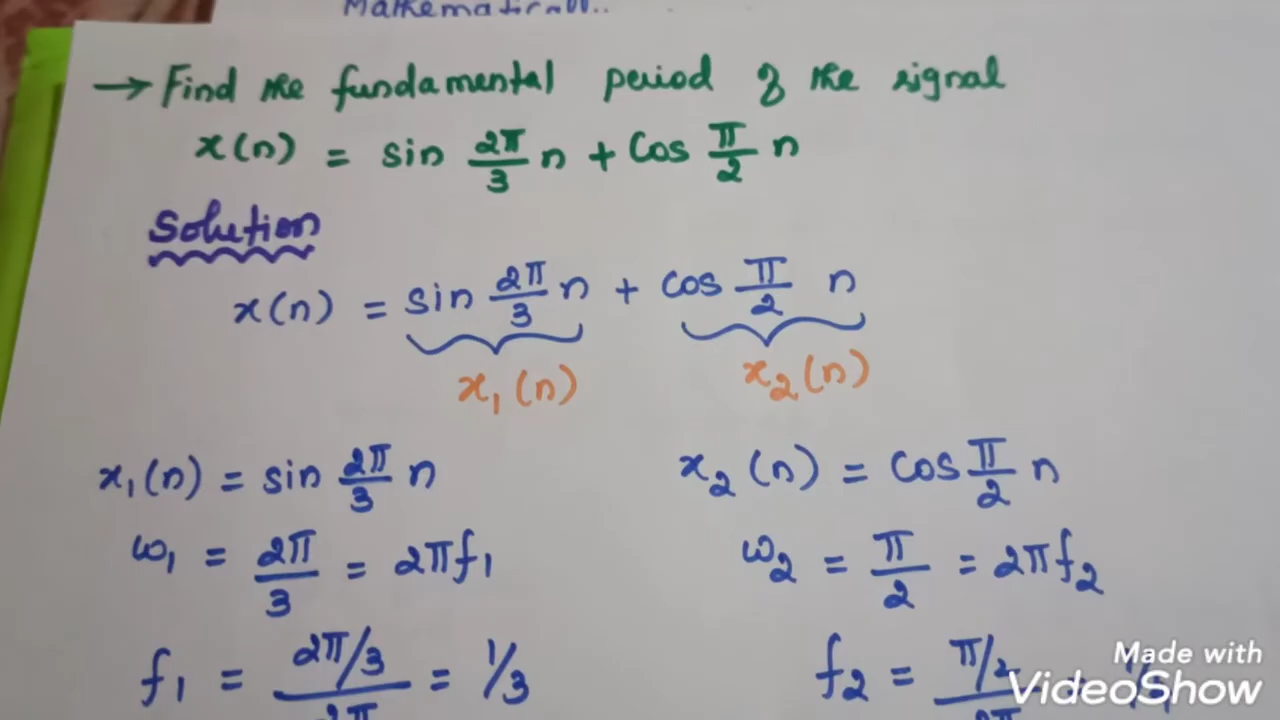 → Find the fundamental period of the signal
x(n) = sin 2π/3 n + cos π/2 n
Solution
x(n) = sin 2π/3 n + cos π/2 n
x₁(n) x₂(n)
x₁(n) = sin 2π/3 n
x₂(n) = cos π/2 n
ω₁ = 2π/3 = 2πf₁
ω₂ = π/2 = 2πf₂
f₁ = 2π/3 / 2π = 1/3
f₂ = π/2 / 2π
Made with
VideoShow